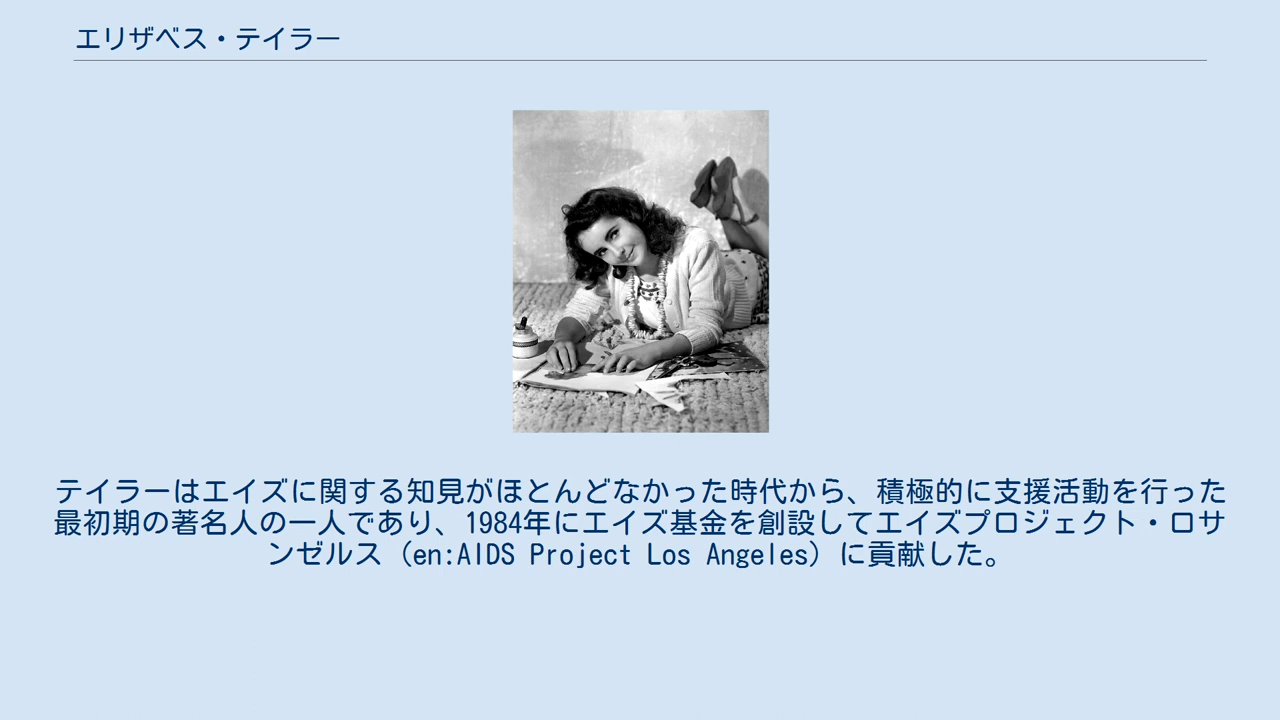 エリザベス・テイラー
テイラーはエイズに関する知見がほとんどなかった時代から、積極的に支援活動を行った
最初期の著名人の一人であり、1984年にエイズ基金を創設してエイズプロジェクト・ロサ
ンゼルス（en:AIDS Project Los Angeles）に貢献した。